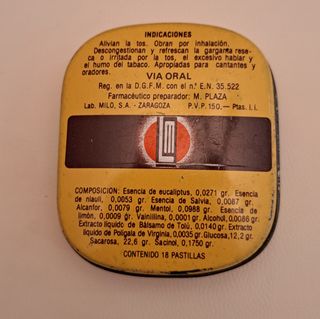 INDICACIONES
Alivian la tos. Obran por inhalación.
Descongestionan y refrescan la garganta rese-
ca o irritada por la tos, el excesivo hablar y
el humo del tabaco. Apropiadas para cantantes y
oradores.
VIA ORAL
Reg. en la D.G.F.M. con el n.º E.N. 35.522
Farmacéutico preparador: M. PLAZA
Lab. MILO, S.A. - ZARAGOZA P.V.P. 150.— Ptas. i.i.
COMPOSICION: Esencia de eucaliptus, 0,0271 gr. Esencia
de niauli, 0,0053 gr. Esencia de Salvia, 0,0087 gr.
Alcanfor, 0,0079 gr. Mentol, 0,0988 gr. Esencia de
limón, 0,0009 gr. Vainillina, 0,0001 gr. Alcohol, 0,0086 gr.
Extracto líquido de Bálsamo de Tolú, 0,0140 gr. Extracto
líquido de Polígala de Virginia, 0,0035 gr. Glucosa, 12,2 gr.
Sacarosa, 22,6 gr. Sacinol, 0,1750 gr.
CONTENIDO 18 PASTILLAS